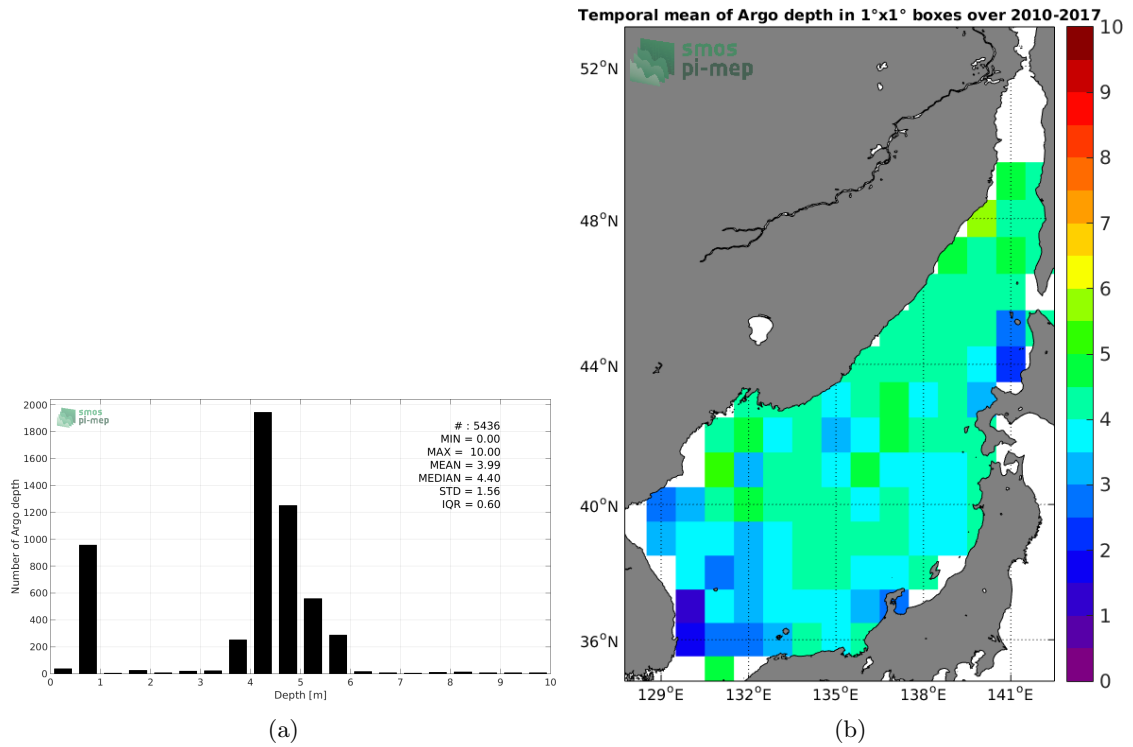 Temporal mean of Argo depth in 1°x1° boxes over 2010-2017
smos
pi-mep
52°N
48°N
44°N
40°N
36°N
129°E 132°E 135°E 138°E 141°E
10
9
8
7
6
5
4
3
2
1
0
smos
pi-mep
# : 5436
MIN = 0.00
MAX = 10.00
MEAN = 3.99
MEDIAN = 4.40
STD = 1.56
IQR = 0.60
Number of Argo depth
2000
1800
1600
1400
1200
1000
800
600
400
200
0
0 1 2 3 4 5 6 7 8 9 10
Depth [m]
(a)
(b)